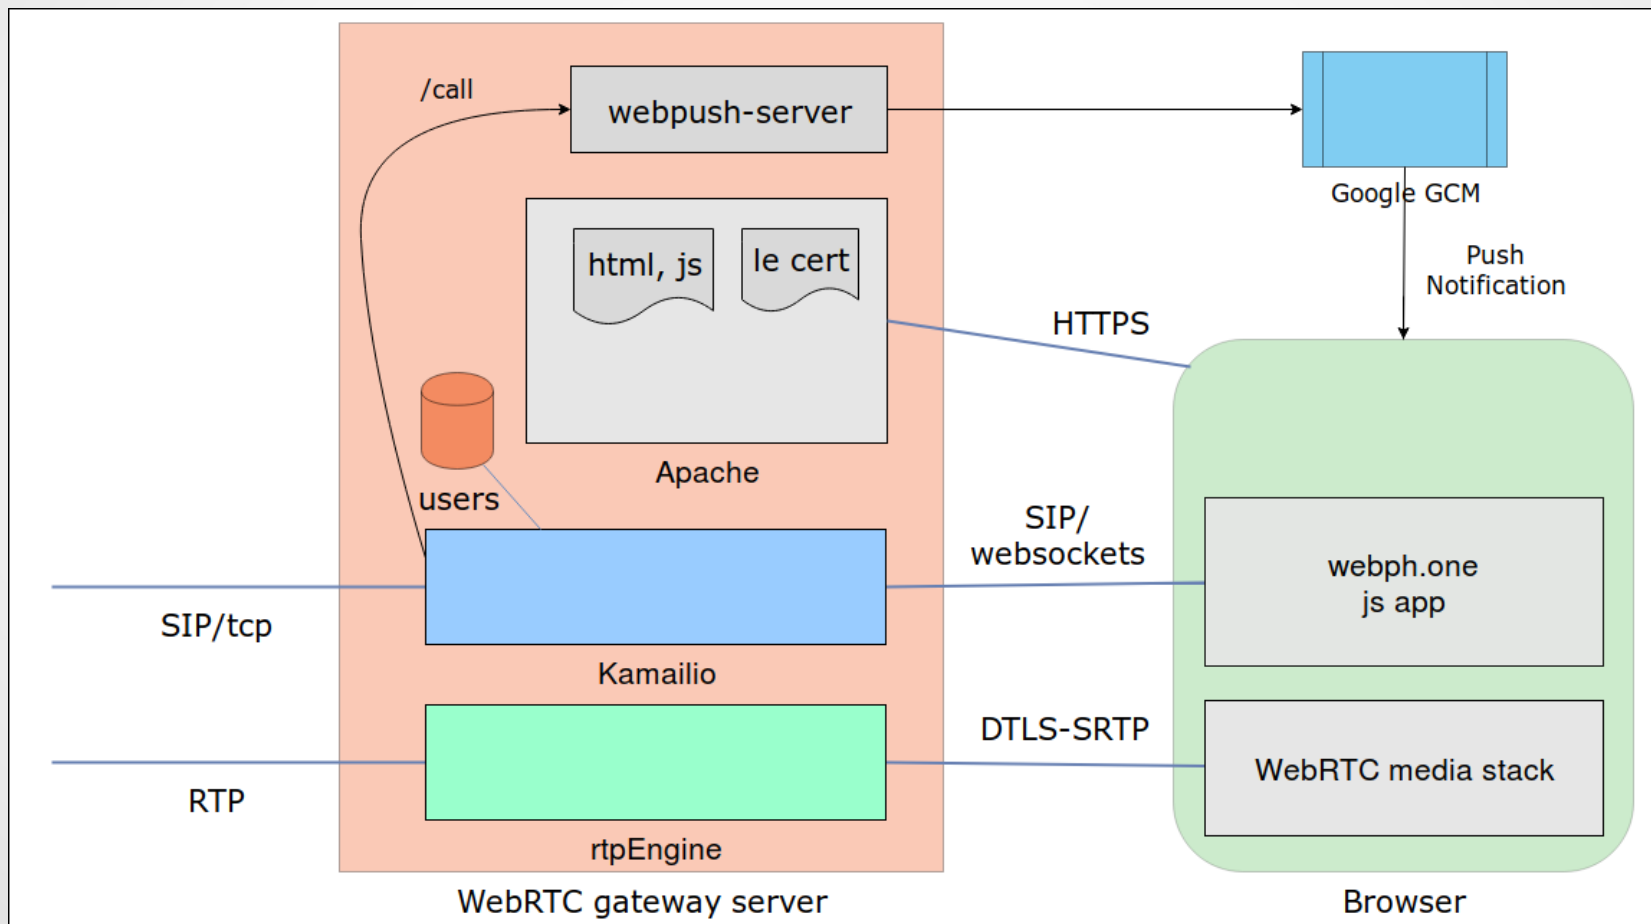 /call
webpush-server
Google GCM
Push
Notification
html, js
le cert
HTTPS
Apache
users
SIP/
websockets
webph.one
js app
SIP/tcp
Kamailio
DTLS-SRTP
WebRTC media stack
RTP
rtpEngine
WebRTC gateway server
Browser